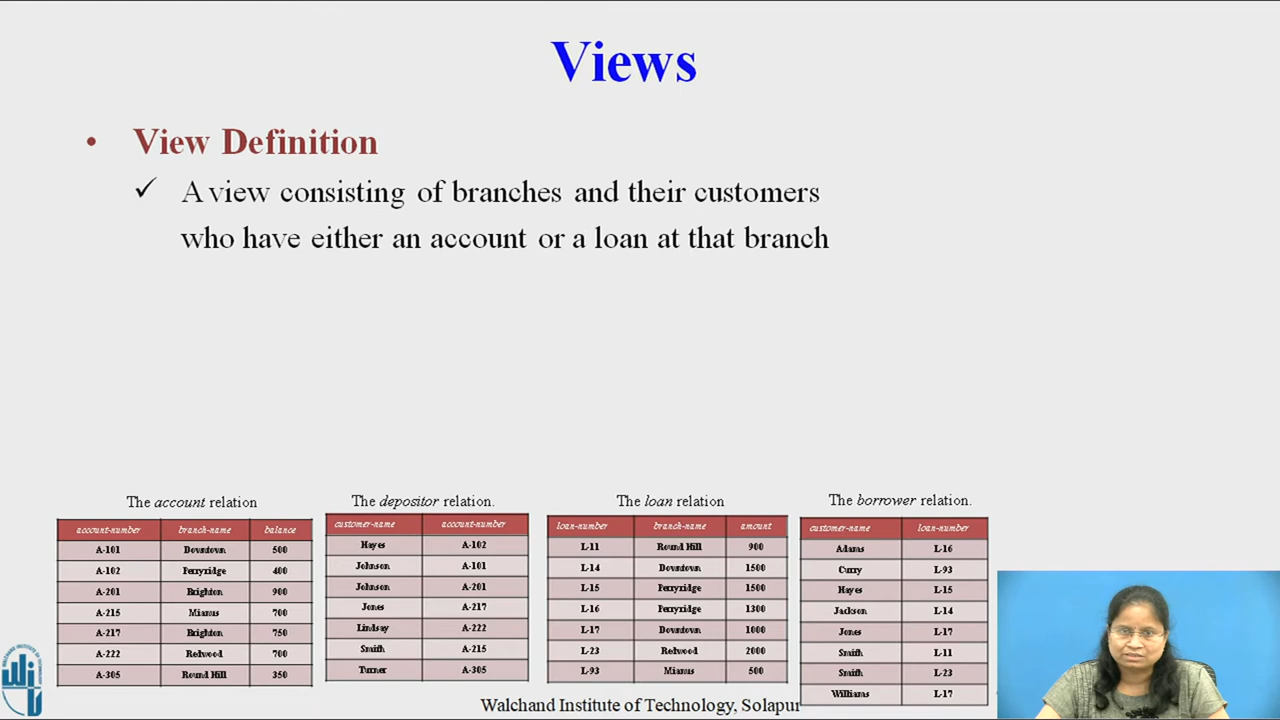 Views
• View Definition
✓ A view consisting of branches and their customers
who have either an account or a loan at that branch
The account relation
account-number branch-name balance
A-101 Downtown 500
A-102 Perryridge 400
A-201 Brighton 900
A-215 Mianus 700
A-217 Brighton 750
A-222 Redwood 700
A-305 Round Hill 350
The depositor relation.
customer-name account-number
Hayes A-102
Johnson A-101
Johnson A-201
Jones A-217
Lindsay A-222
Smith A-215
Turner A-305
The loan relation
loan-number branch-name amount
L-11 Round Hill 900
L-14 Downtown 1500
L-15 Perryridge 1500
L-16 Perryridge 1300
L-17 Downtown 1000
L-23 Redwood 2000
L-93 Mianus 500
The borrower relation.
customer-name loan-number
Adams L-16
Curry L-93
Hayes L-15
Jackson L-14
Jones L-17
Smith L-11
Smith L-23
Williams L-17
Walchand Institute of Technology, Solapur